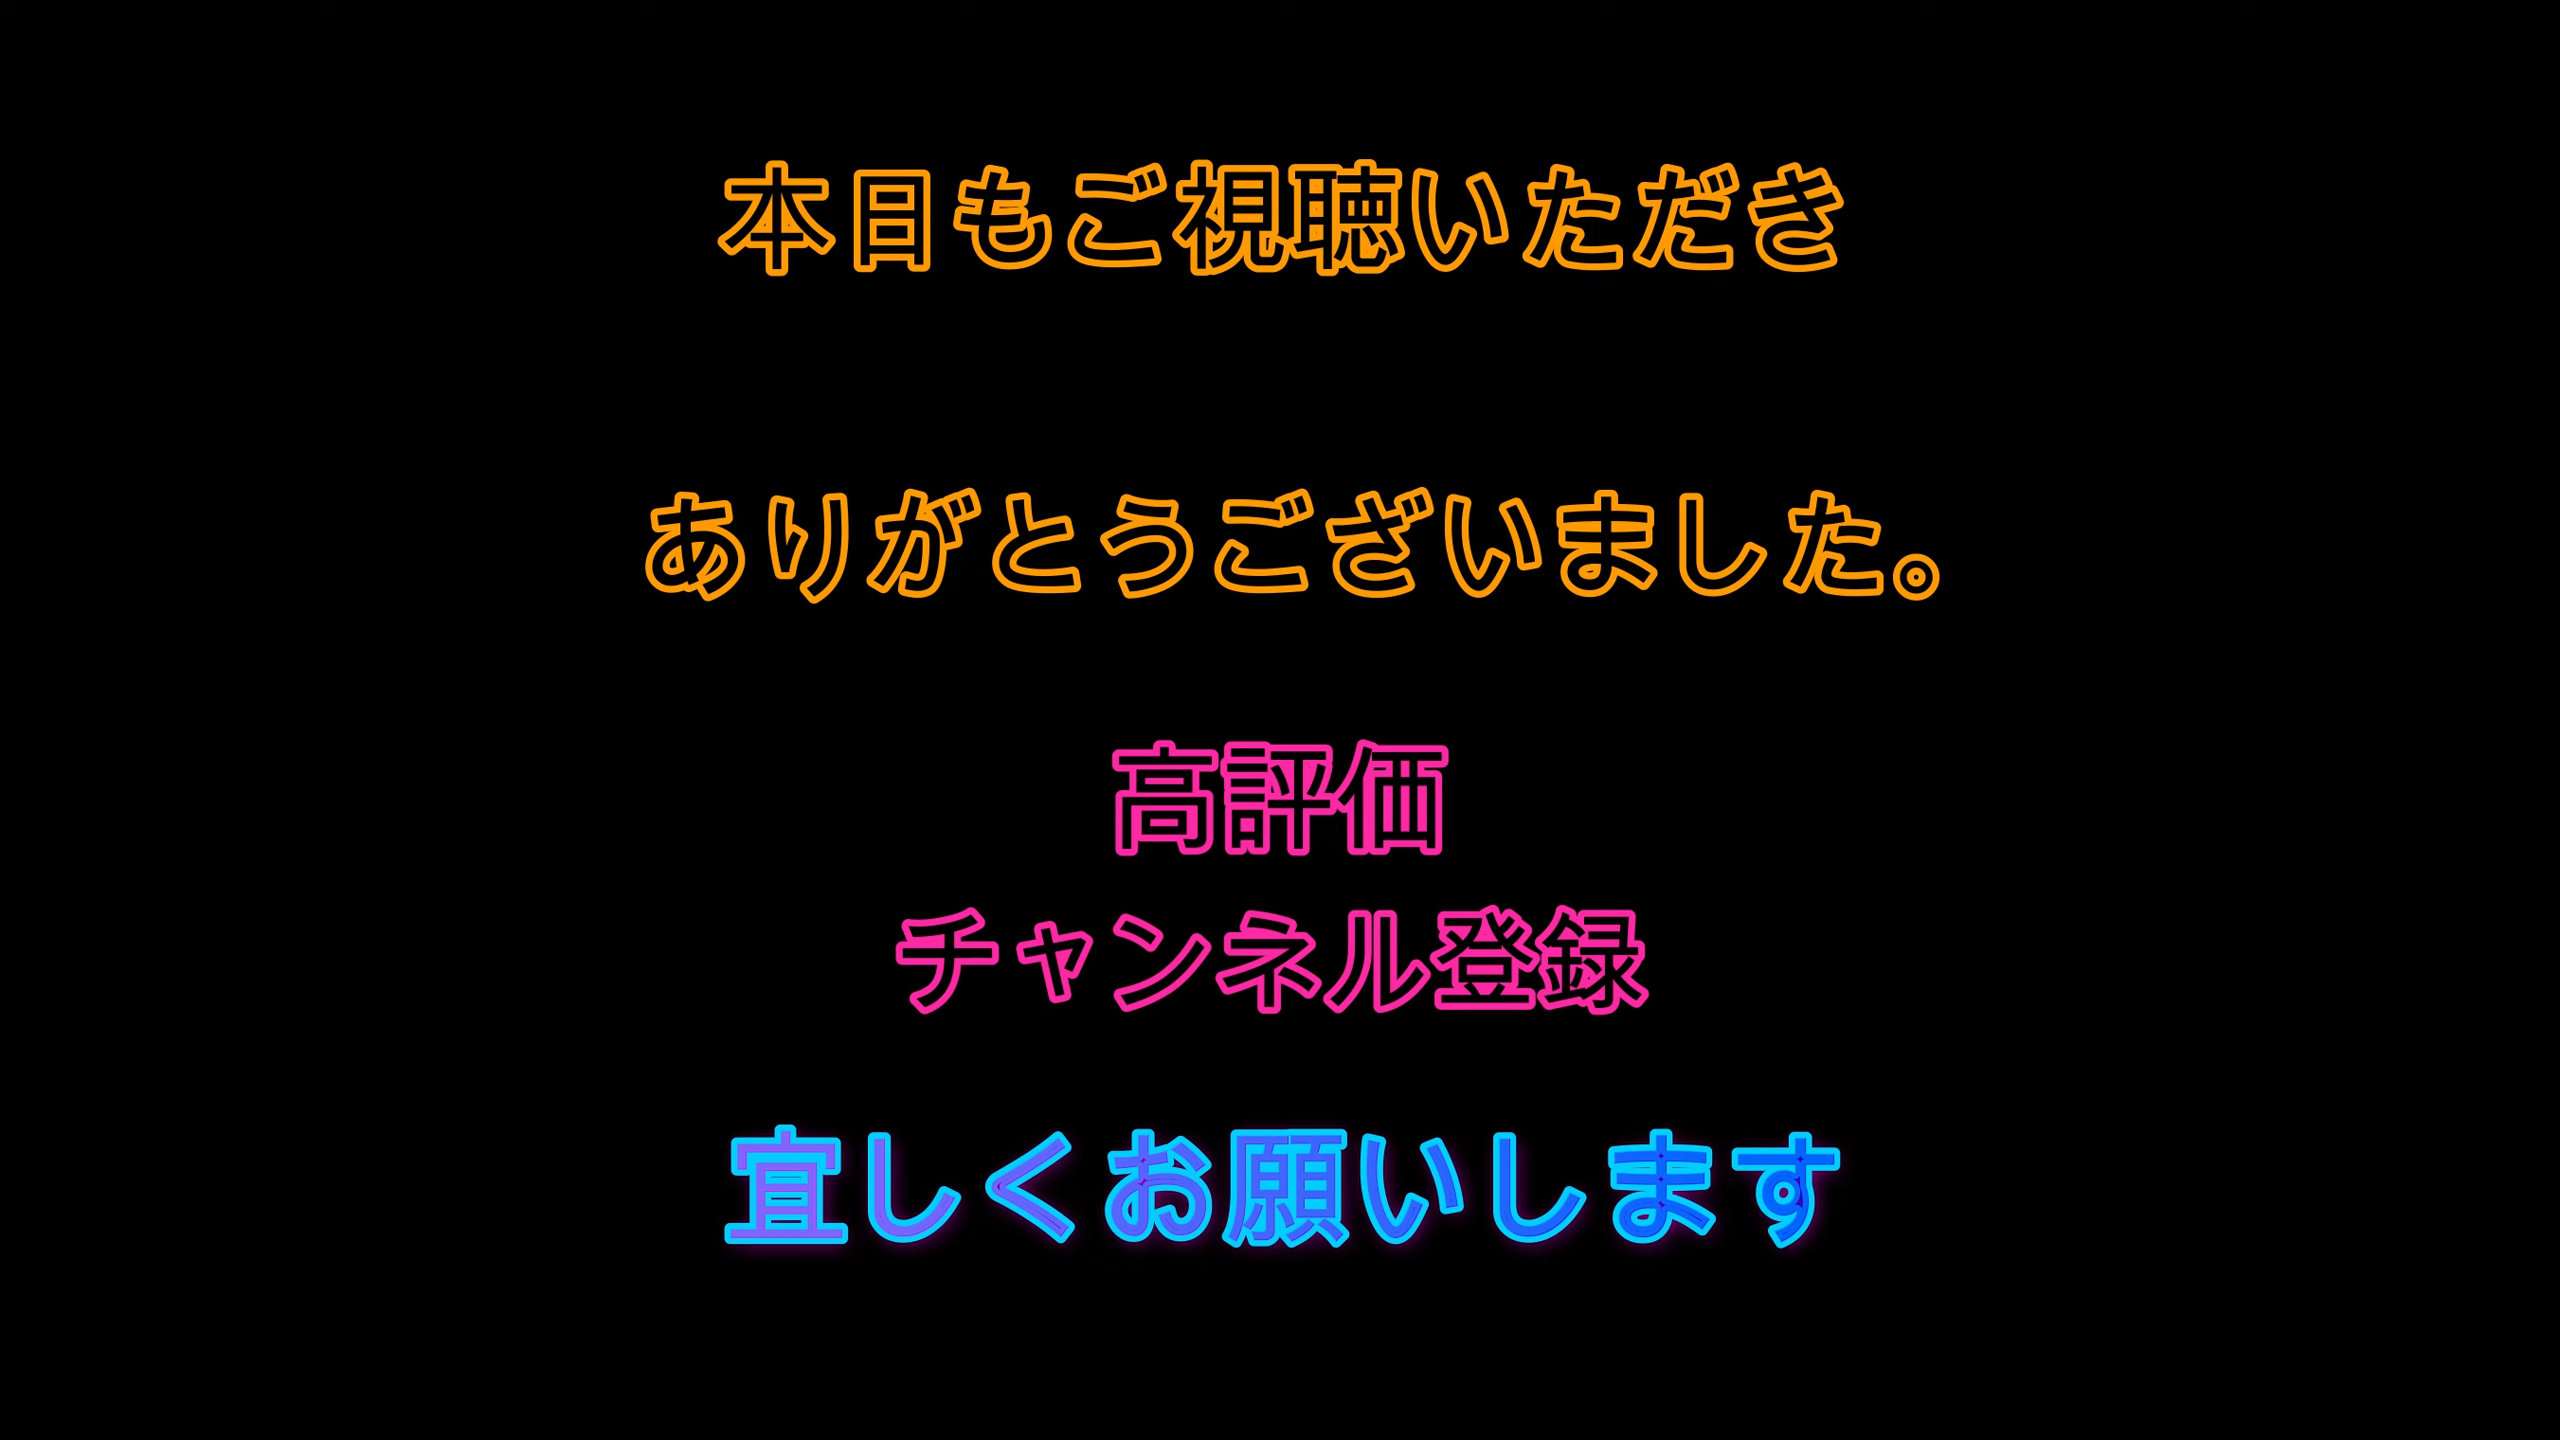 本日もご視聴いただき
ありがとうございました。
高評価
チャンネル登録
宜しくお願いします